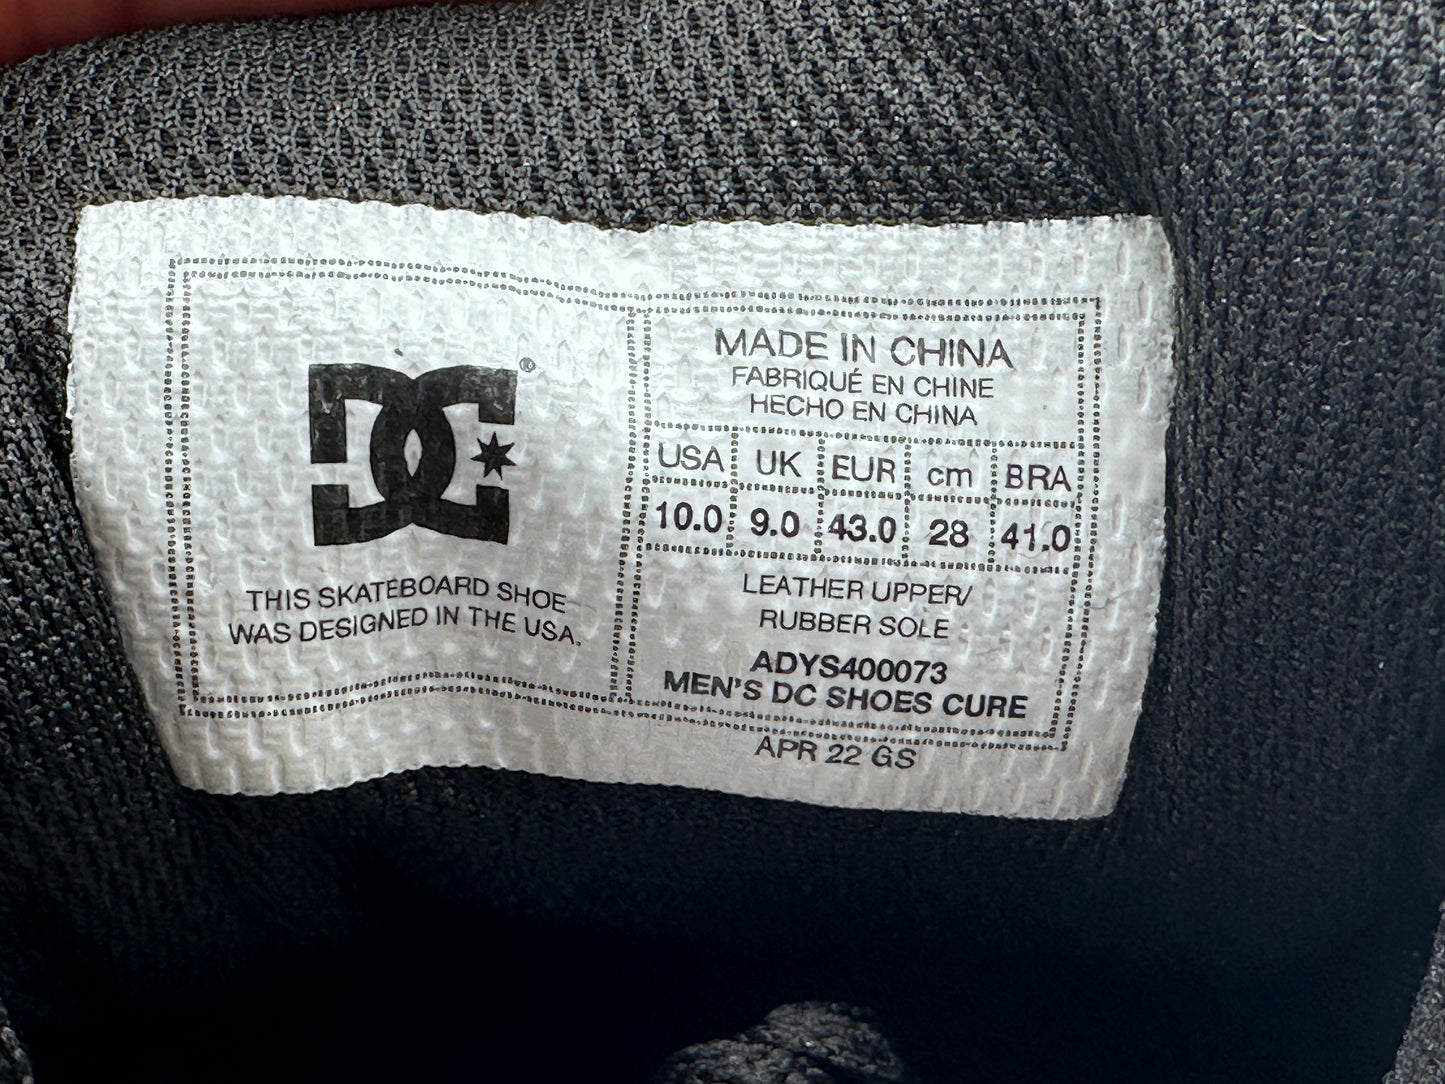 DC®
THIS SKATEBOARD SHOE
WAS DESIGNED IN THE USA.
MADE IN CHINA
FABRIQUÉ EN CHINE
HECHO EN CHINA
USA UK EUR cm BRA
10.0 9.0 43.0 28 41.0
LEATHER UPPER/
RUBBER SOLE
ADYS400073
MEN'S DC SHOES CURE
APR 22 GS